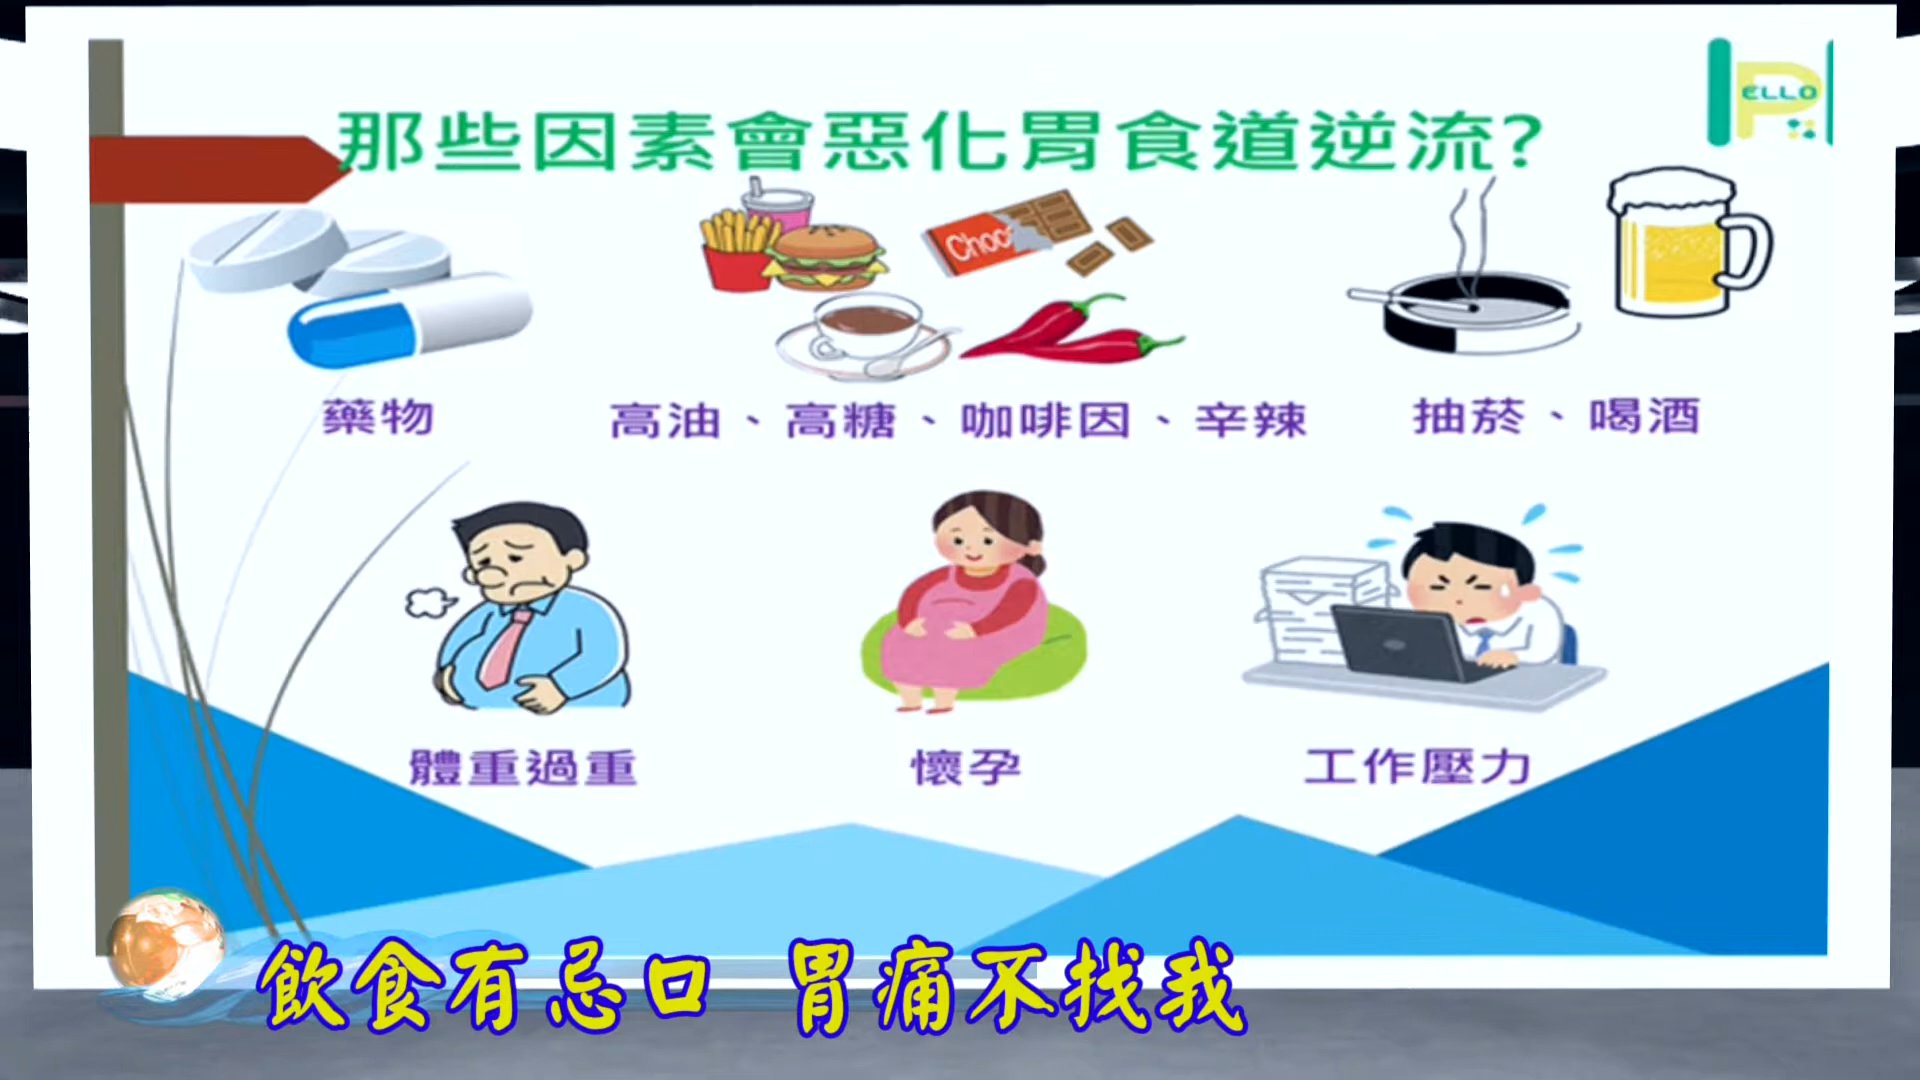 ELLO
那些因素會惡化胃食道逆流?
Choc
藥物
高油、高糖、咖啡因、辛辣
抽菸、喝酒
體重過重
懷孕
工作壓力
飲食有忌口 胃痛不找我